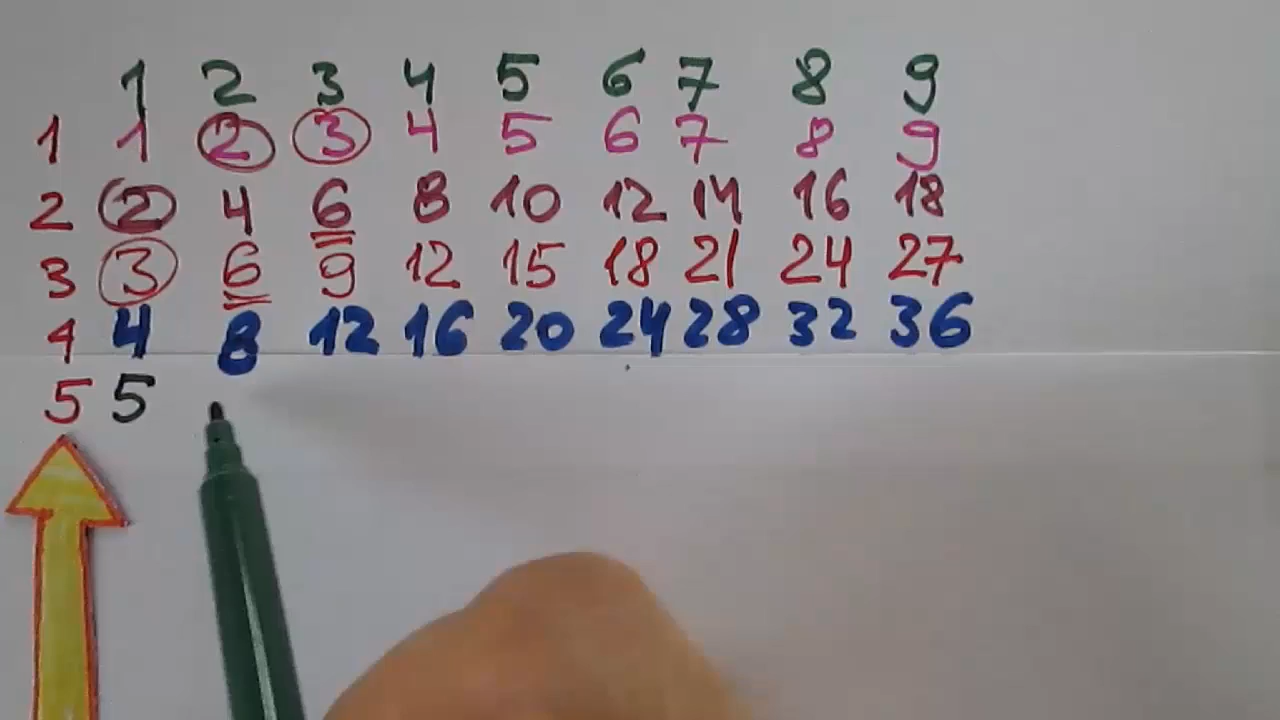 1 2 3 4 5 6 7 8 9
1 1 2 3 4 5 6 7 8 9
2 2 4 6 8 10 12 14 16 18
3 3 6 9 12 15 18 21 24 27
4 4 8 12 16 20 24 28 32 36
5 5